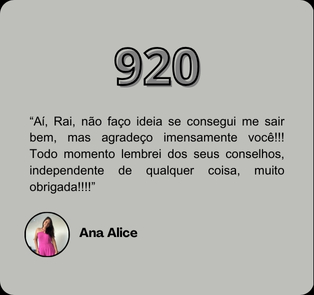 920
“Aí, Rai, não faço ideia se consegui me sair
bem, mas agradeço imensamente você!!!
Todo momento lembrei dos seus conselhos,
independente de qualquer coisa, muito
obrigada!!!!”
Ana Alice